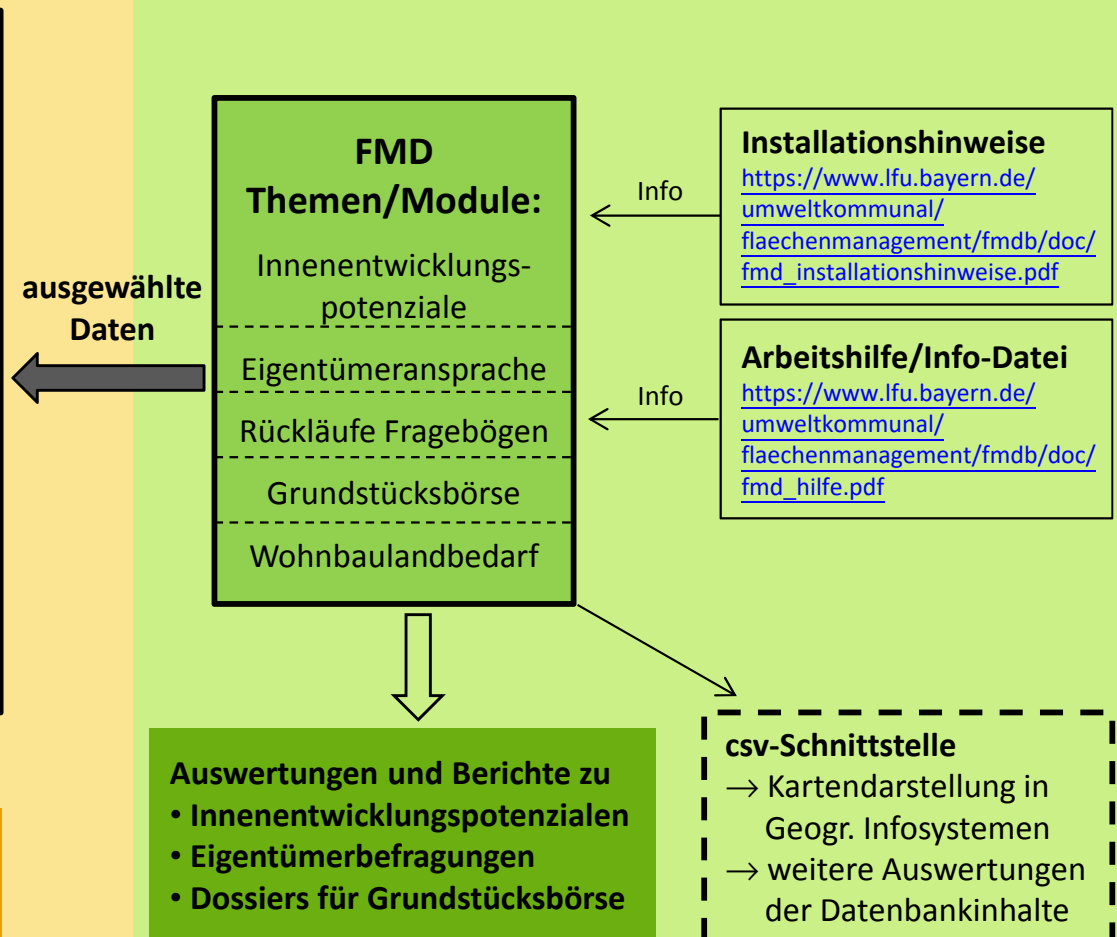 ausgewählte
Daten
FMD
Themen/Module:
Innenentwicklungs-
potenziale
Eigentümeransprache
Rückläufe Fragebögen
Grundstücksbörse
Wohnbaulandbedarf
Info
Installationshinweise
https://www.lfu.bayern.de/
umweltkommunal/
flaechenmanagement/fmdb/doc/
fmd_installationshinweise.pdf
Info
Arbeitshilfe/Info-Datei
https://www.lfu.bayern.de/
umweltkommunal/
flaechenmanagement/fmdb/doc/
fmd_hilfe.pdf
Auswertungen und Berichte zu
• Innenentwicklungspotenzialen
• Eigentümerbefragungen
• Dossiers für Grundstücksbörse
csv-Schnittstelle
→ Kartendarstellung in
Geogr. Infosystemen
→ weitere Auswertungen
der Datenbankinhalte